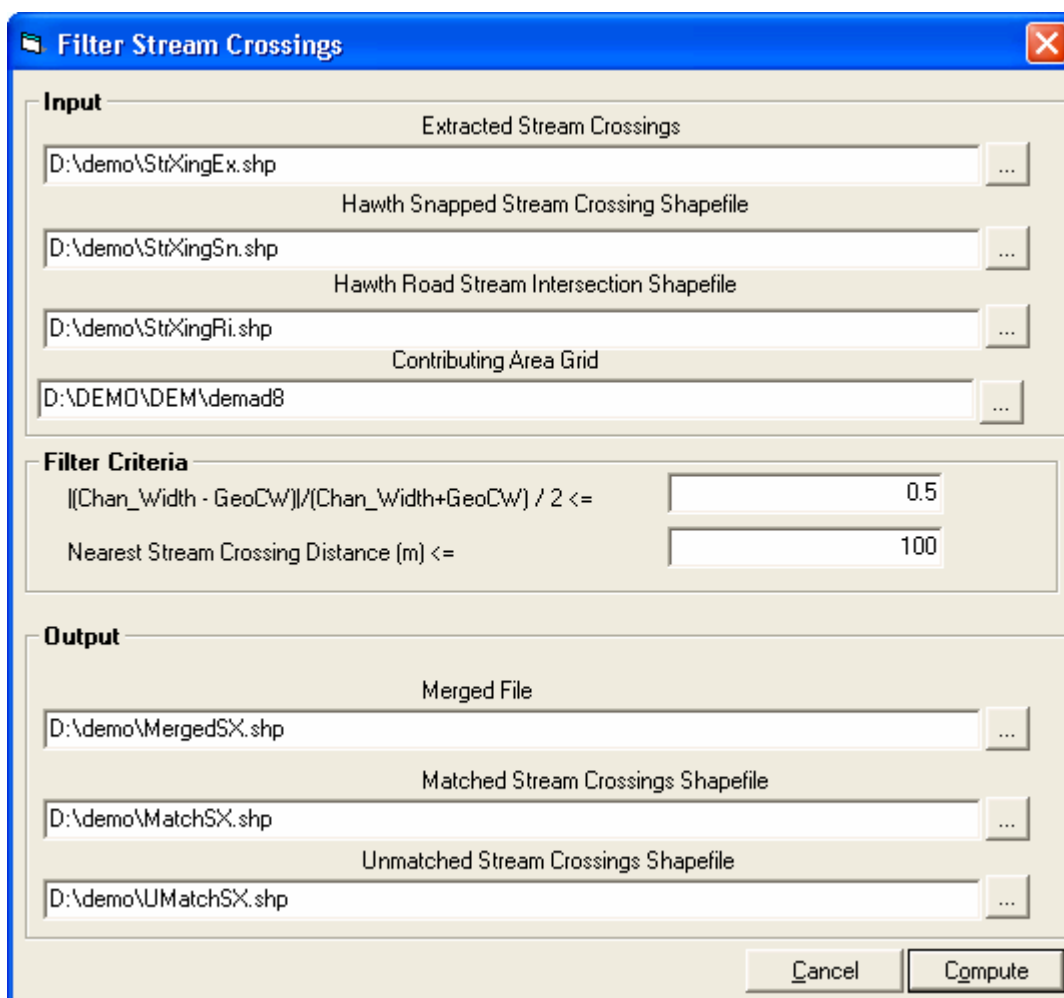 Filter Stream Crossings
Input
Extracted Stream Crossings
D:\demo\StrXingEx.shp
...
Hawth Snapped Stream Crossing Shapefile
D:\demo\StrXingSn.shp
...
Hawth Road Stream Intersection Shapefile
D:\demo\StrXingRi.shp
...
Contributing Area Grid
D:\DEMO\DEM\demad8
...
Filter Criteria
|(Chan_Width - GeoCW)|/(Chan_Width+GeoCW) / 2 <= 0.5
Nearest Stream Crossing Distance (m) <= 100
Output
Merged File
D:\demo\MergedSX.shp
...
Matched Stream Crossings Shapefile
D:\demo\MatchSX.shp
...
Unmatched Stream Crossings Shapefile
D:\demo\UMatchSX.shp
...
Cancel Compute